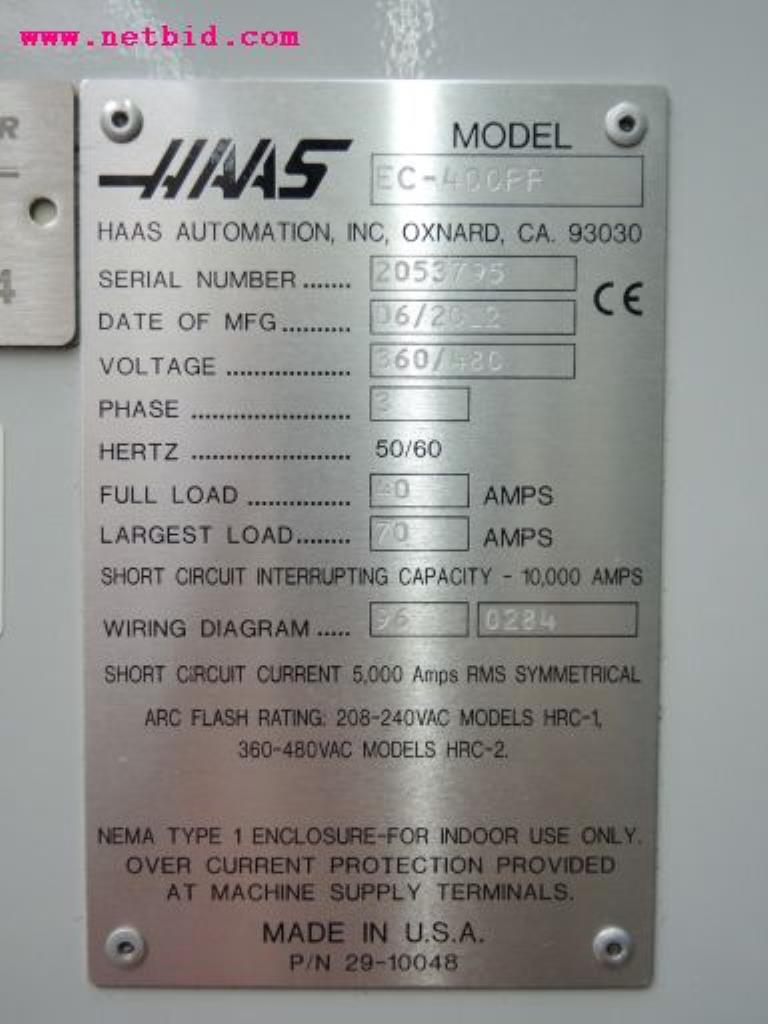 www.netbid.com
R
4
HAAS
MODEL
EC-400PP
HAAS AUTOMATION, INC, OXNARD, CA. 93030
SERIAL NUMBER ....... 2053795
CE
DATE OF MFG .......... 06/2012
VOLTAGE .................. 360/480
PHASE ....................... 3
HERTZ ....................... 50/60
FULL LOAD ............... 40 AMPS
LARGEST LOAD........ 70 AMPS
SHORT CIRCUIT INTERRUPTING CAPACITY - 10,000 AMPS
WIRING DIAGRAM ..... 96 0284
SHORT CIRCUIT CURRENT 5,000 Amps RMS SYMMETRICAL
ARC FLASH RATING: 208-240VAC MODELS HRC-1,
360-480VAC MODELS HRC-2.
NEMA TYPE 1 ENCLOSURE-FOR INDOOR USE ONLY.
OVER CURRENT PROTECTION PROVIDED
AT MACHINE SUPPLY TERMINALS.
MADE IN U.S.A.
P/N 29-10048